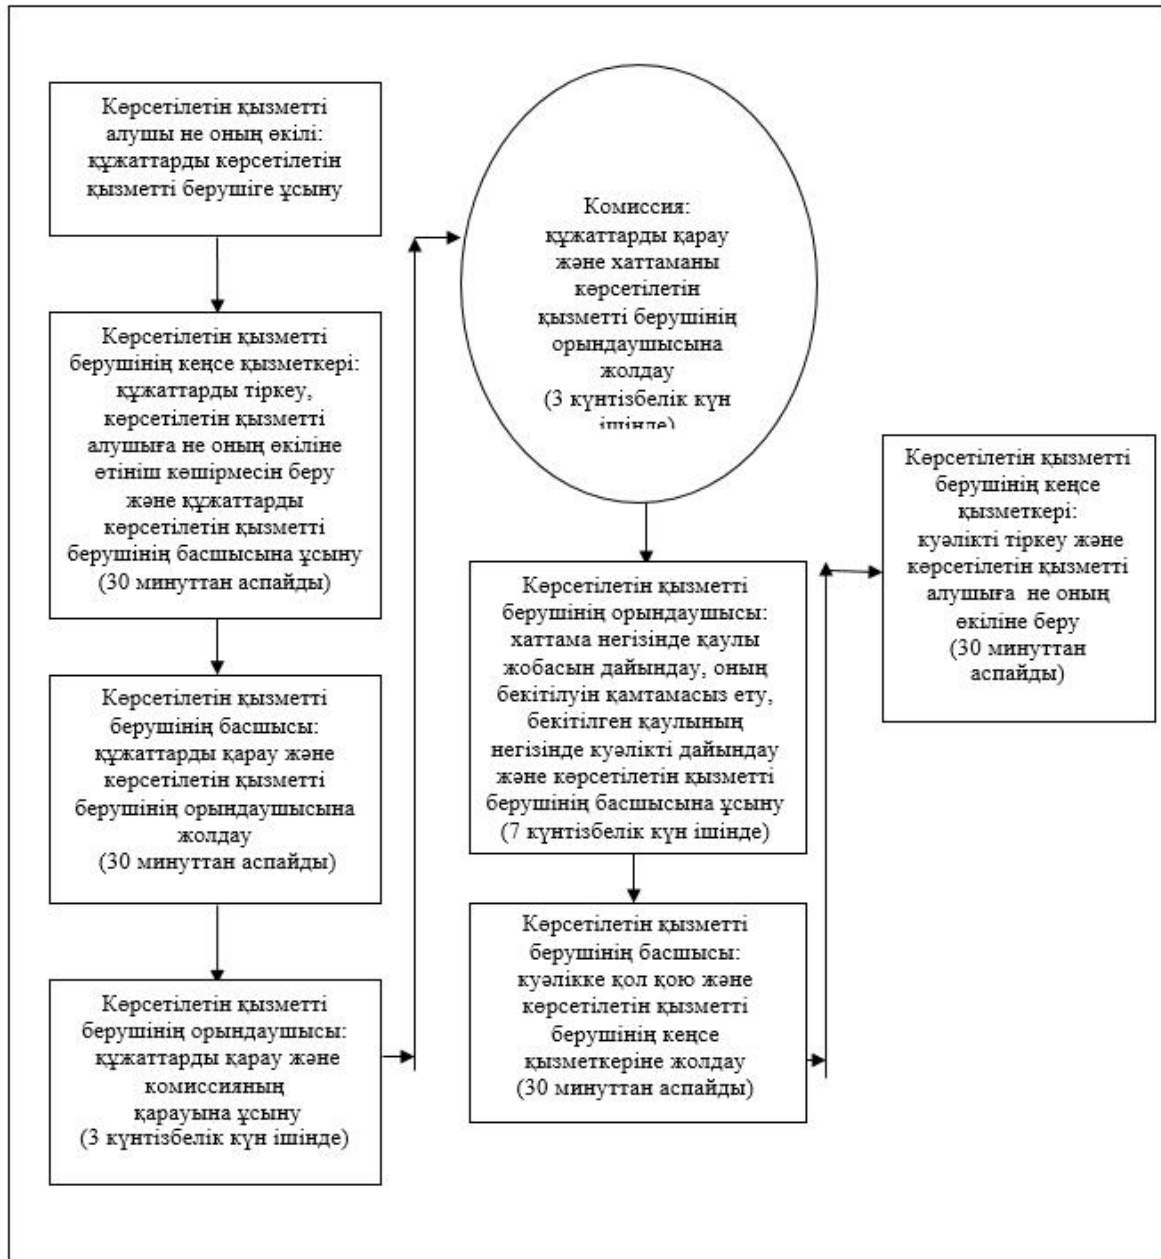 Көрсетілетін қызметті
алушы не оның өкілі:
құжаттарды көрсетілетін
қызметті берушіге ұсыну
Көрсетілетін қызметті
берушінің кеңсе қызметкері:
құжаттарды тіркеу,
көрсетілетін қызметті
алушыға не оның өкіліне
өтініш көшірмесін беру
және құжаттарды
көрсетілетін қызметті
берушінің басшысына ұсыну
(30 минуттан аспайды)
Көрсетілетін қызметті
берушінің басшысы:
құжаттарды қарау және
көрсетілетін қызметті
берушінің орындаушысына
жолдау
(30 минуттан аспайды)
Көрсетілетін қызметті
берушінің орындаушысы:
құжаттарды қарау және
комиссияның
қарауына ұсыну
(3 күнтізбелік күн ішінде)
Комиссия:
құжаттарды қарау
және хаттаманы
көрсетілетін
қызметті берушінің
орындаушысына
жолдау
(3 күнтізбелік күн
ішінде)
Көрсетілетін қызметті
берушінің орындаушысы:
хаттама негізінде қаулы
жобасын дайындау, оның
бекітілуін қамтамасыз ету,
бекітілген қаулының
негізінде куәлікті дайындау
және көрсетілетін қызметті
берушінің басшысына ұсыну
(7 күнтізбелік күн ішінде)
Көрсетілетін қызметті
берушінің басшысы:
куәлікке қол қою және
көрсетілетін қызметті
берушінің кеңсе
қызметкеріне жолдау
(30 минуттан аспайды)
Көрсетілетін қызметті
берушінің кеңсе
қызметкері:
куәлікті тіркеу және
көрсетілетін қызметті
алушыға не оның
өкіліне беру
(30 минуттан
аспайды)